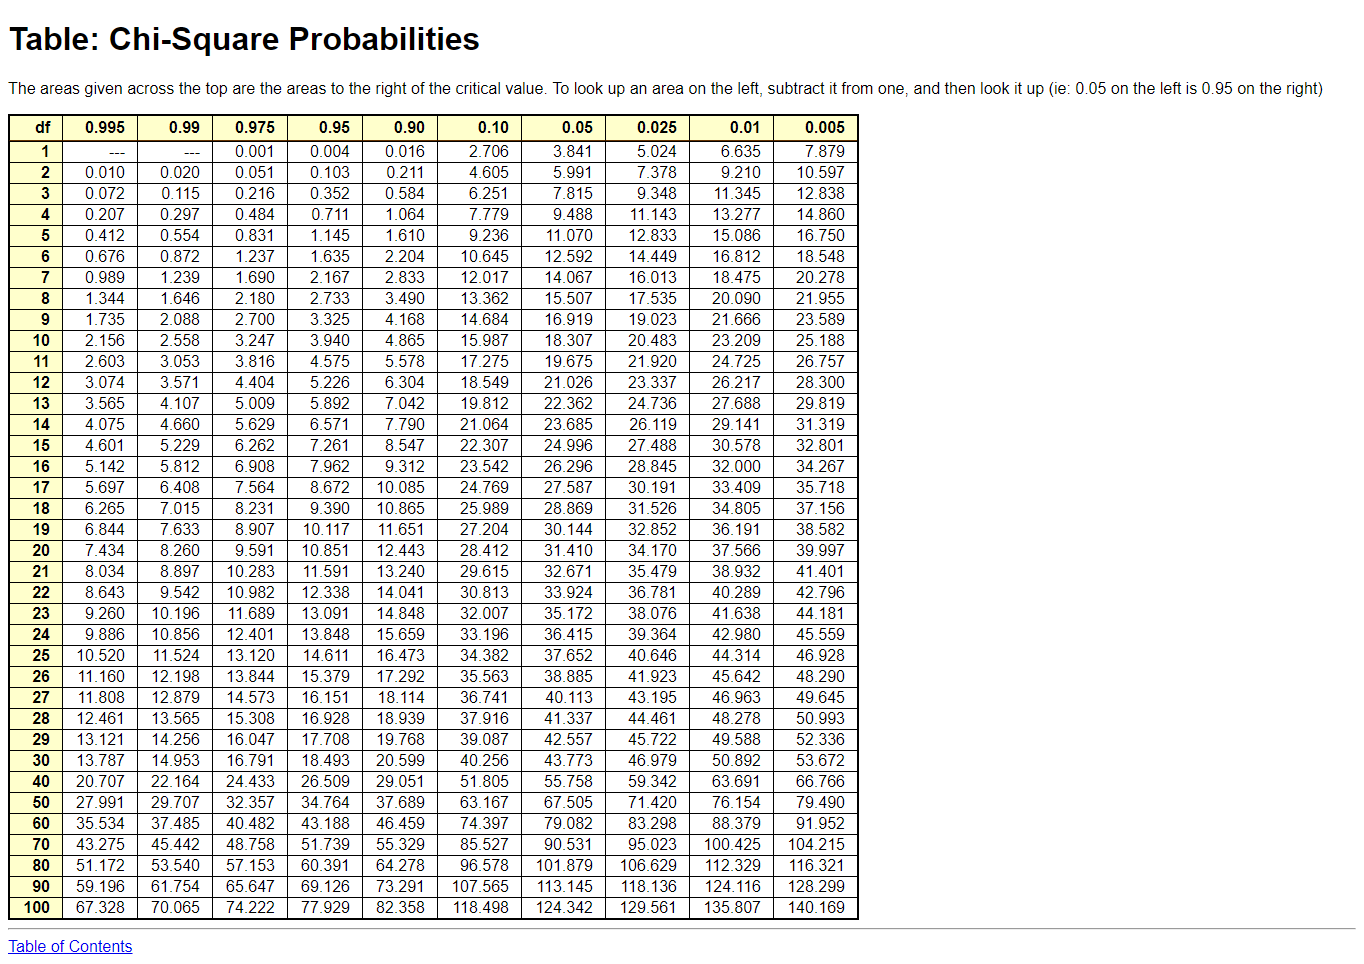 Table: Chi-Square Probabilities
The areas given across the top are the areas to the right of the critical value. To look up an area on the left, subtract it from one, and then look it up (ie: 0.05 on the left is 0.95 on the right)
df 0.995 0.99 0.975 0.95 0.90 0.10 0.05 0.025 0.01 0.005
1 --- --- 0.001 0.004 0.016 2.706 3.841 5.024 6.635 7.879
2 0.010 0.020 0.051 0.103 0.211 4.605 5.991 7.378 9.210 10.597
3 0.072 0.115 0.216 0.352 0.584 6.251 7.815 9.348 11.345 12.838
4 0.207 0.297 0.484 0.711 1.064 7.779 9.488 11.143 13.277 14.860
5 0.412 0.554 0.831 1.145 1.610 9.236 11.070 12.833 15.086 16.750
6 0.676 0.872 1.237 1.635 2.204 10.645 12.592 14.449 16.812 18.548
7 0.989 1.239 1.690 2.167 2.833 12.017 14.067 16.013 18.475 20.278
8 1.344 1.646 2.180 2.733 3.490 13.362 15.507 17.535 20.090 21.955
9 1.735 2.088 2.700 3.325 4.168 14.684 16.919 19.023 21.666 23.589
10 2.156 2.558 3.247 3.940 4.865 15.987 18.307 20.483 23.209 25.188
11 2.603 3.053 3.816 4.575 5.578 17.275 19.675 21.920 24.725 26.757
12 3.074 3.571 4.404 5.226 6.304 18.549 21.026 23.337 26.217 28.300
13 3.565 4.107 5.009 5.892 7.042 19.812 22.362 24.736 27.688 29.819
14 4.075 4.660 5.629 6.571 7.790 21.064 23.685 26.119 29.141 31.319
15 4.601 5.229 6.262 7.261 8.547 22.307 24.996 27.488 30.578 32.801
16 5.142 5.812 6.908 7.962 9.312 23.542 26.296 28.845 32.000 34.267
17 5.697 6.408 7.564 8.672 10.085 24.769 27.587 30.191 33.409 35.718
18 6.265 7.015 8.231 9.390 10.865 25.989 28.869 31.526 34.805 37.156
19 6.844 7.633 8.907 10.117 11.651 27.204 30.144 32.852 36.191 38.582
20 7.434 8.260 9.591 10.851 12.443 28.412 31.410 34.170 37.566 39.997
21 8.034 8.897 10.283 11.591 13.240 29.615 32.671 35.479 38.932 41.401
22 8.643 9.542 10.982 12.338 14.041 30.813 33.924 36.781 40.289 42.796
23 9.260 10.196 11.689 13.091 14.848 32.007 35.172 38.076 41.638 44.181
24 9.886 10.856 12.401 13.848 15.659 33.196 36.415 39.364 42.980 45.559
25 10.520 11.524 13.120 14.611 16.473 34.382 37.652 40.646 44.314 46.928
26 11.160 12.198 13.844 15.379 17.292 35.563 38.885 41.923 45.642 48.290
27 11.808 12.879 14.573 16.151 18.114 36.741 40.113 43.195 46.963 49.645
28 12.461 13.565 15.308 16.928 18.939 37.916 41.337 44.461 48.278 50.993
29 13.121 14.256 16.047 17.708 19.768 39.087 42.557 45.722 49.588 52.336
30 13.787 14.953 16.791 18.493 20.599 40.256 43.773 46.979 50.892 53.672
40 20.707 22.164 24.433 26.509 29.051 51.805 55.758 59.342 63.691 66.766
50 27.991 29.707 32.357 34.764 37.689 63.167 67.505 71.420 76.154 79.490
60 35.534 37.485 40.482 43.188 46.459 74.397 79.082 83.298 88.379 91.952
70 43.275 45.442 48.758 51.739 55.329 85.527 90.531 95.023 100.425 104.215
80 51.172 53.540 57.153 60.391 64.278 96.578 101.879 106.629 112.329 116.321
90 59.196 61.754 65.647 69.126 73.291 107.565 113.145 118.136 124.116 128.299
100 67.328 70.065 74.222 77.929 82.358 118.498 124.342 129.561 135.807 140.169
Table of Contents